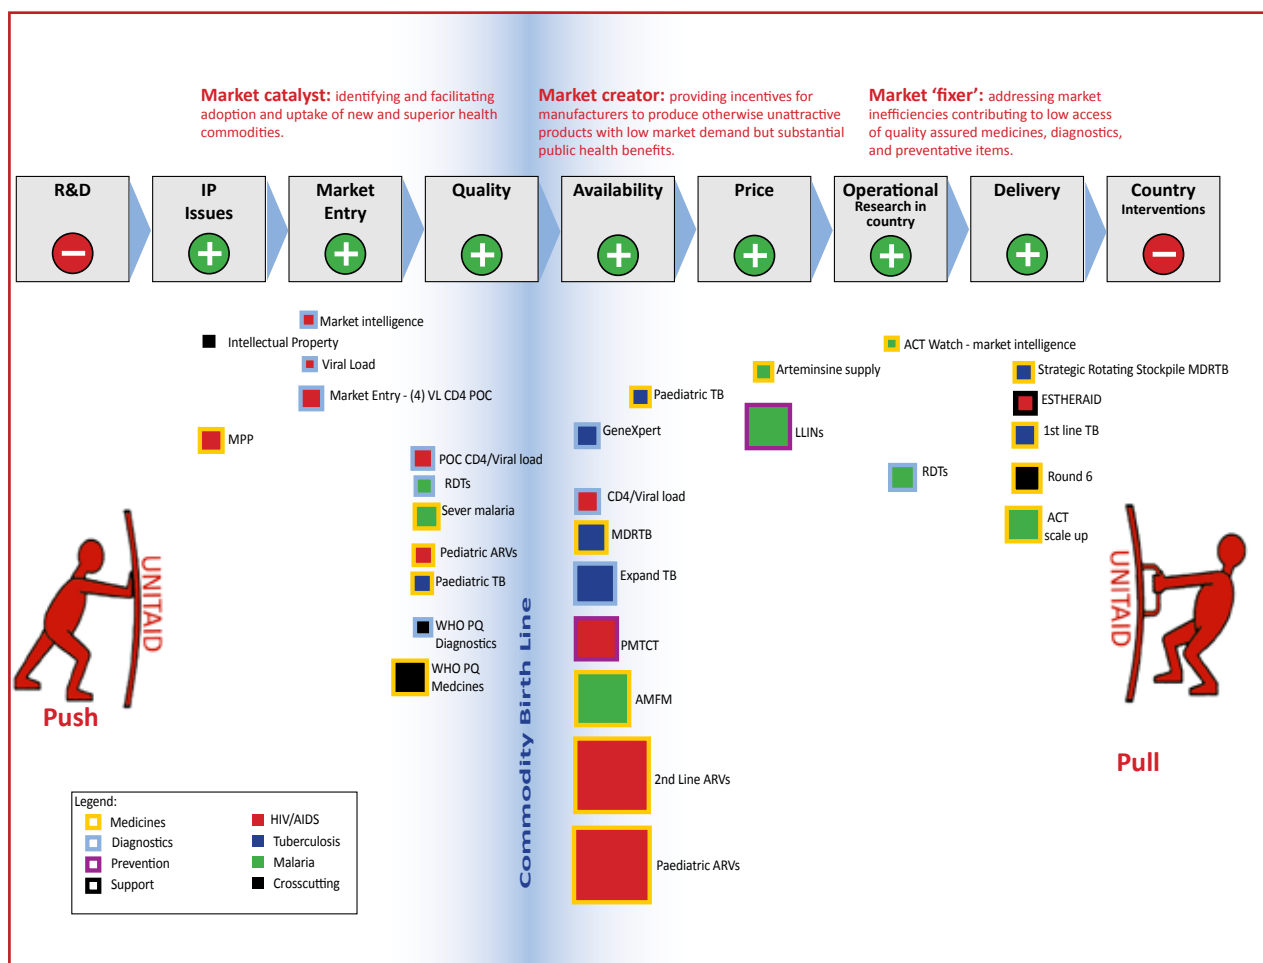 Market catalyst: identifying and facilitating
adoption and uptake of new and superior health
commodities.
Market creator: providing incentives for
manufacturers to produce otherwise unattractive
products with low market demand but substantial
public health benefits.
Market ‘fixer’: addressing market
inefficiencies contributing to low access
of quality assured medicines, diagnostics,
and preventative items.
R&D
IP
Issues
Market
Entry
Quality
Availability
Price
Operational
Research in
country
Delivery
Country
Interventions
Market intelligence
Intellectual Property
Viral Load
Market Entry - (4) VL CD4 POC
MPP
POC CD4/Viral load
RDTs
Sever malaria
Pediatric ARVs
Paediatric TB
WHO PQ
Diagnostics
WHO PQ
Medcines
Commodity Birth Line
Paediatric TB
GeneXpert
CD4/Viral load
MDRTB
Expand TB
PMTCT
AMFM
2nd Line ARVs
Paediatric ARVs
Arteminsine supply
LLINs
ACT Watch - market intelligence
RDTs
Strategic Rotating Stockpile MDRTB
ESTHERAID
1st line TB
Round 6
ACT
scale up
UNITAID
Push
UNITAID
Pull
Legend:
Medicines
Diagnostics
Prevention
Support
HIV/AIDS
Tuberculosis
Malaria
Crosscutting